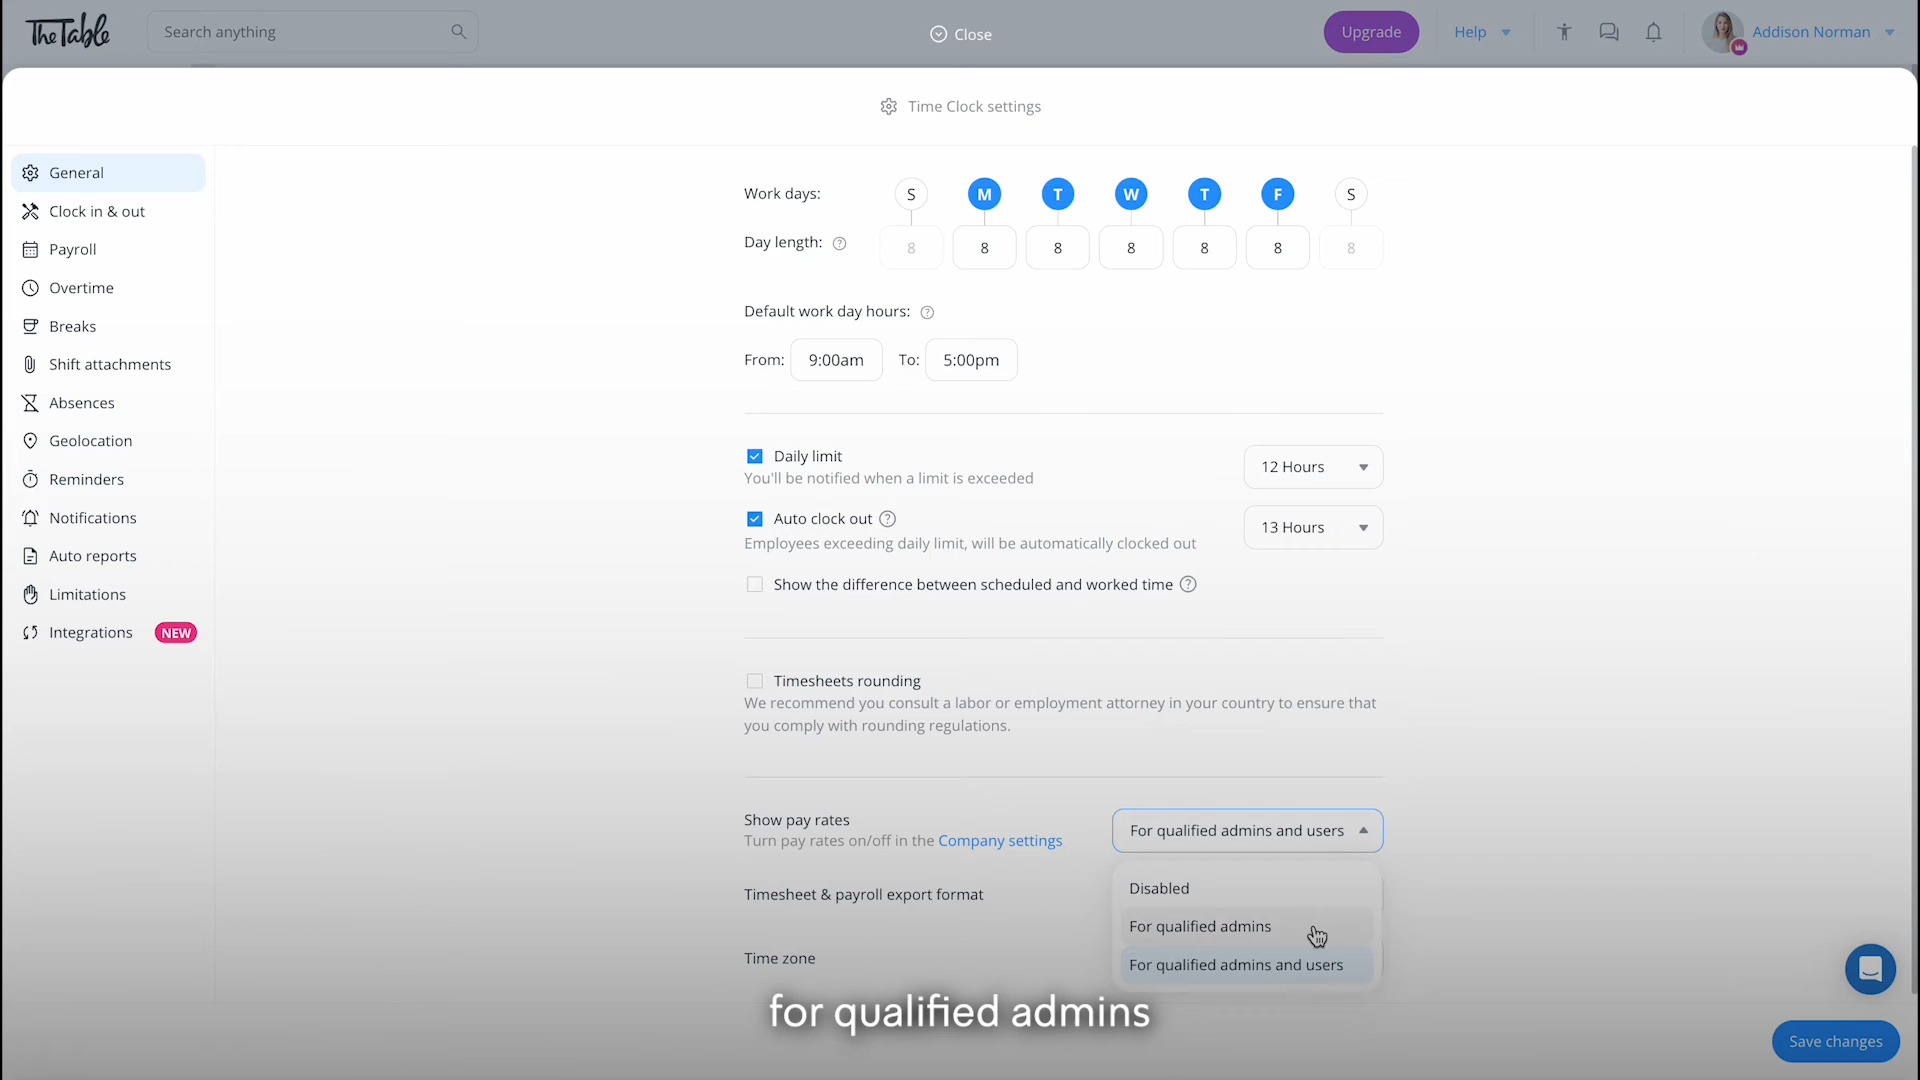 The Table
Search anything
Close
Upgrade
Help
Addison Norman
Time Clock settings
General
Clock in & out
Payroll
Overtime
Breaks
Shift attachments
Absences
Geolocation
Reminders
Notifications
Auto reports
Limitations
Integrations NEW
Work days: S M T W T F S
Day length: 8 8 8 8 8 8 8
Default work day hours:
From: 9:00am To: 5:00pm
Daily limit
You'll be notified when a limit is exceeded
12 Hours
Auto clock out
Employees exceeding daily limit, will be automatically clocked out
13 Hours
Show the difference between scheduled and worked time
Timesheets rounding
We recommend you consult a labor or employment attorney in your country to ensure that
you comply with rounding regulations.
Show pay rates
Turn pay rates on/off in the Company settings
For qualified admins and users
Disabled
For qualified admins
For qualified admins and users
Timesheet & payroll export format
Time zone
for qualified admins
Save changes